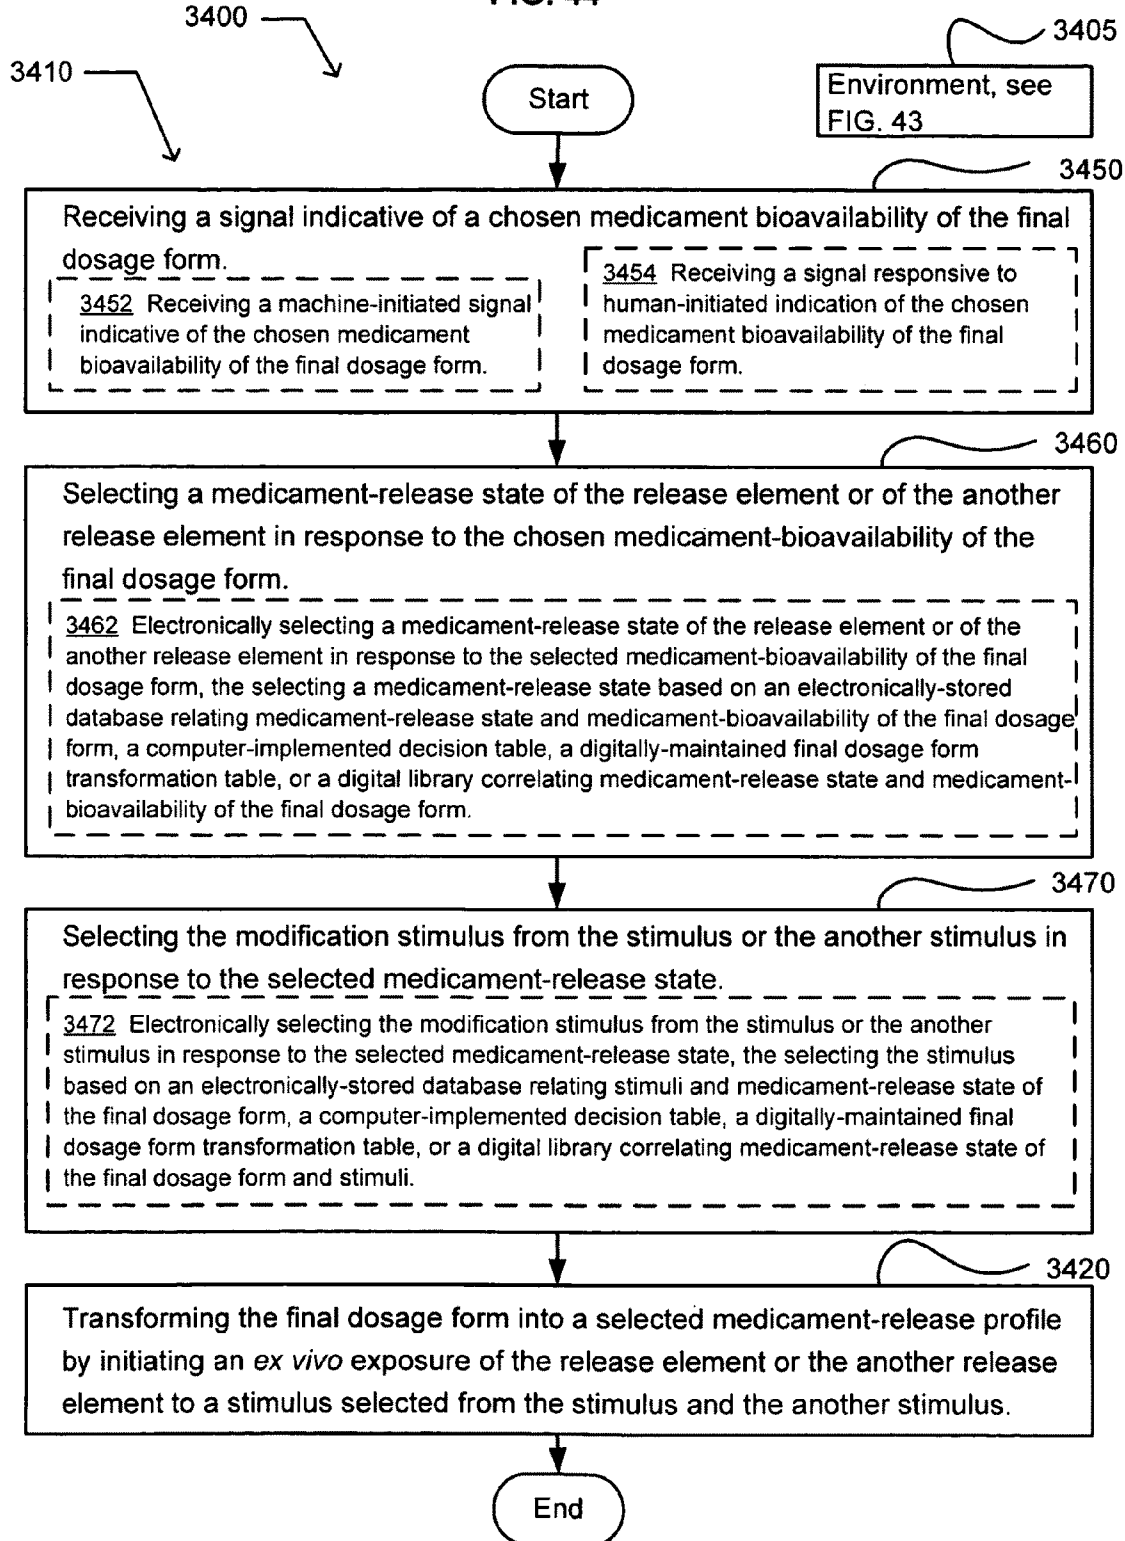 FIG. 44
3400
3405
3410
Start
Environment, see
FIG. 43
3450
Receiving a signal indicative of a chosen medicament bioavailability of the final
dosage form.
3452 Receiving a machine-initiated signal
indicative of the chosen medicament
bioavailability of the final dosage form.
3454 Receiving a signal responsive to
human-initiated indication of the chosen
medicament bioavailability of the final
dosage form.
3460
Selecting a medicament-release state of the release element or of the another
release element in response to the chosen medicament-bioavailability of the
final dosage form.
3462 Electronically selecting a medicament-release state of the release element or of the
another release element in response to the selected medicament-bioavailability of the final
dosage form, the selecting a medicament-release state based on an electronically-stored
database relating medicament-release state and medicament-bioavailability of the final dosage
form, a computer-implemented decision table, a digitally-maintained final dosage form
transformation table, or a digital library correlating medicament-release state and medicament-
bioavailability of the final dosage form.
3470
Selecting the modification stimulus from the stimulus or the another stimulus in
response to the selected medicament-release state.
3472 Electronically selecting the modification stimulus from the stimulus or the another
stimulus in response to the selected medicament-release state, the selecting the stimulus
based on an electronically-stored database relating stimuli and medicament-release state of
the final dosage form, a computer-implemented decision table, a digitally-maintained final
dosage form transformation table, or a digital library correlating medicament-release state of
the final dosage form and stimuli.
3420
Transforming the final dosage form into a selected medicament-release profile
by initiating an ex vivo exposure of the release element or the another release
element to a stimulus selected from the stimulus and the another stimulus.
End